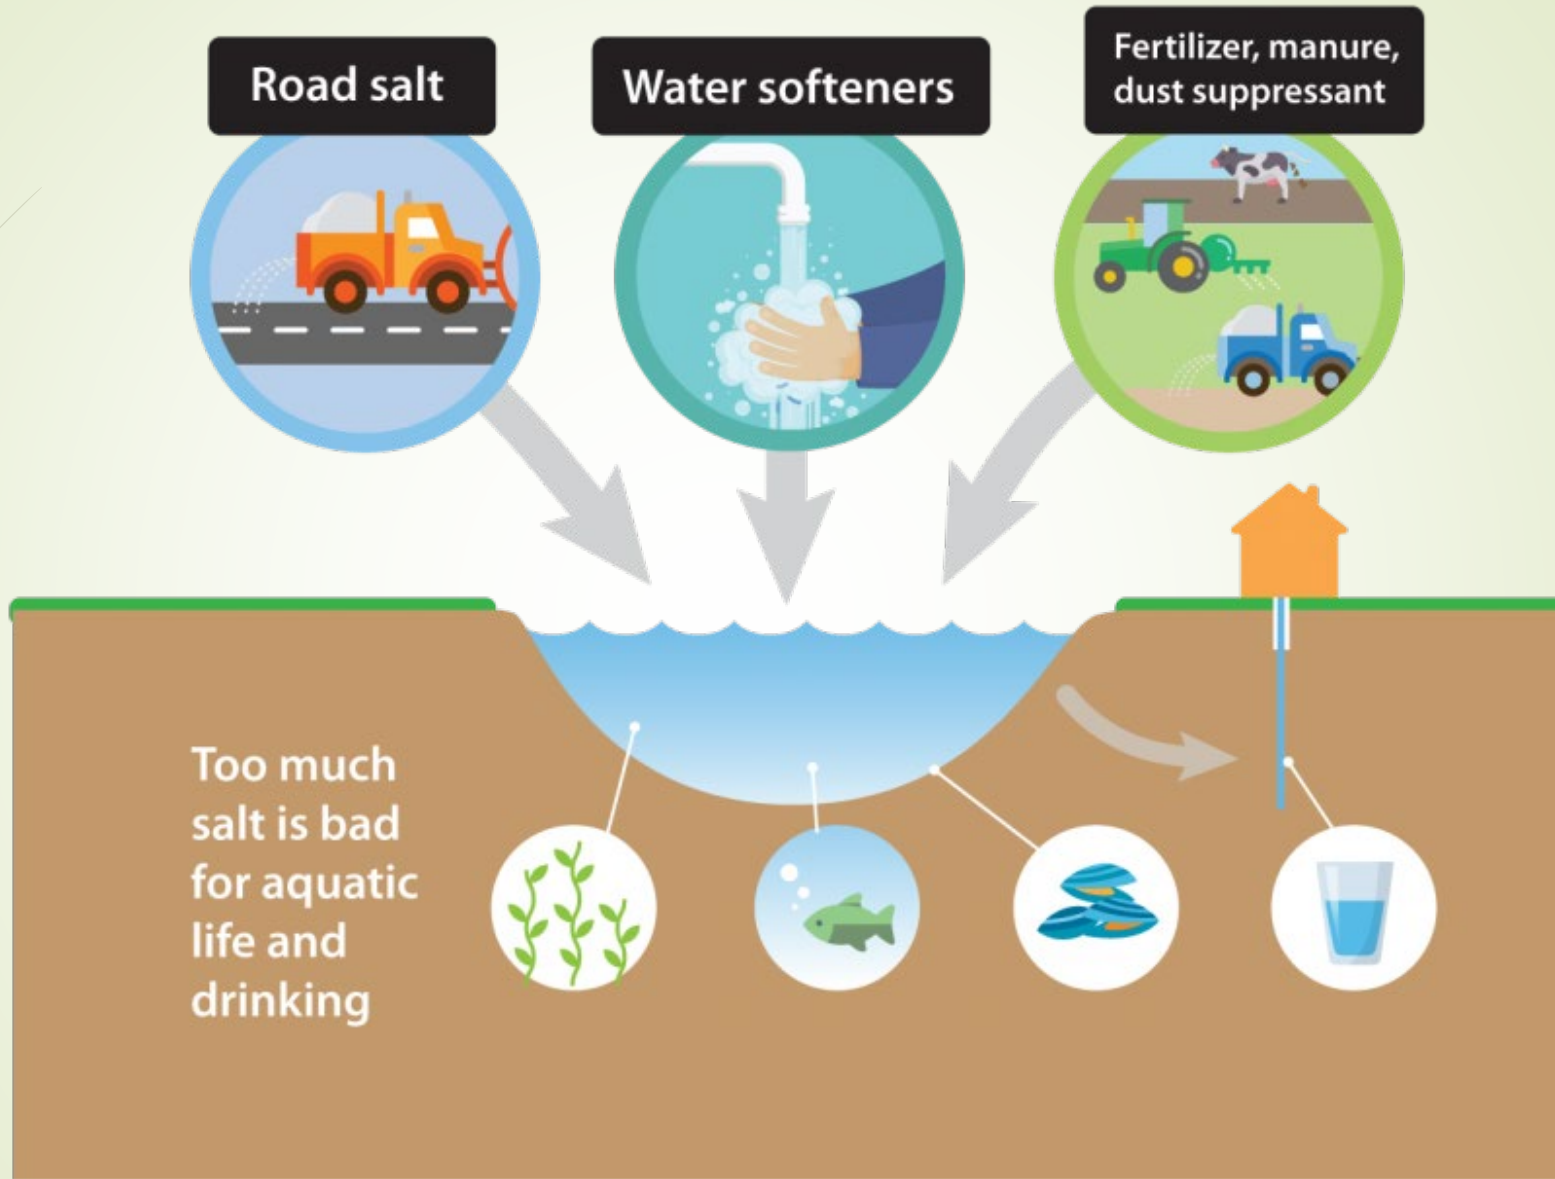 Road salt
Water softeners
Fertilizer, manure,
dust suppressant
Too much
salt is bad
for aquatic
life and
drinking